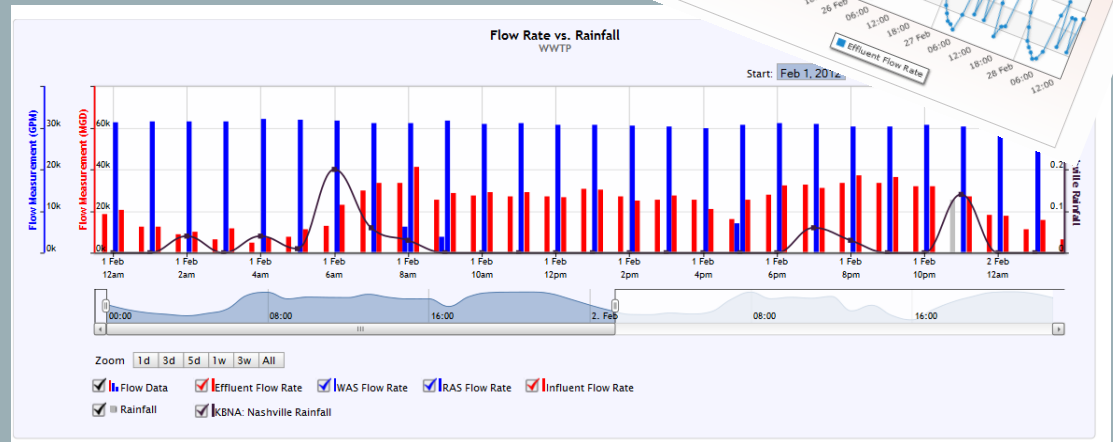 Flow Rate vs. Rainfall
WWTP
Start: Feb 1, 2012
26 Feb
06:00
12:00
18:00
27 Feb
06:00
12:00
18:00
28 Feb
06:00
12:00
Effluent Flow Rate
Flow Measurement (GPM)
30k
20k
10k
0k
Flow Measurement (MGD)
60k
40k
20k
0k
0.2
0.1
0
ville Rainfall
1 Feb 1 Feb 1 Feb 1 Feb 1 Feb 1 Feb 1 Feb 1 Feb 1 Feb 1 Feb 1 Feb 1 Feb 2 Feb
12am 2am 4am 6am 8am 10am 12pm 2pm 4pm 6pm 8pm 10pm 12am
00:00 08:00 16:00 2. Feb 08:00 16:00
Zoom 1d 3d 5d 1w 3w All
Flow Data Effluent Flow Rate WAS Flow Rate RAS Flow Rate Influent Flow Rate
Rainfall KBNA: Nashville Rainfall